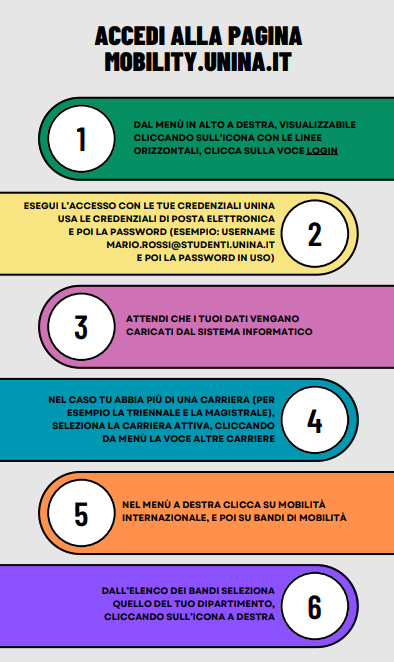 ACCEDI ALLA PAGINA
MOBILITY.UNINA.IT
1
DAL MENÙ IN ALTO A DESTRA, VISUALIZZABILE
CLICCANDO SULL'ICONA CON LE LINEE
ORIZZONTALI, CLICCA SULLA VOCE LOGIN
ESEGUI L'ACCESSO CON LE TUE CREDENZIALI UNINA
USA LE CREDENZIALI DI POSTA ELETTRONICA
E POI LA PASSWORD (ESEMPIO: USERNAME
MARIO.ROSSI@STUDENTI.UNINA.IT
E POI LA PASSWORD IN USO)
2
3
ATTENDI CHE I TUOI DATI VENGANO
CARICATI DAL SISTEMA INFORMATICO
NEL CASO TU ABBIA PIÙ DI UNA CARRIERA (PER
ESEMPIO LA TRIENNALE E LA MAGISTRALE),
SELEZIONA LA CARRIERA ATTIVA, CLICCANDO
DA MENÙ LA VOCE ALTRE CARRIERE
4
5
NEL MENÙ A DESTRA CLICCA SU MOBILITÀ
INTERNAZIONALE, E POI SU BANDI DI MOBILITÀ
DALL'ELENCO DEI BANDI SELEZIONA
QUELLO DEL TUO DIPARTIMENTO,
CLICCANDO SULL'ICONA A DESTRA
6